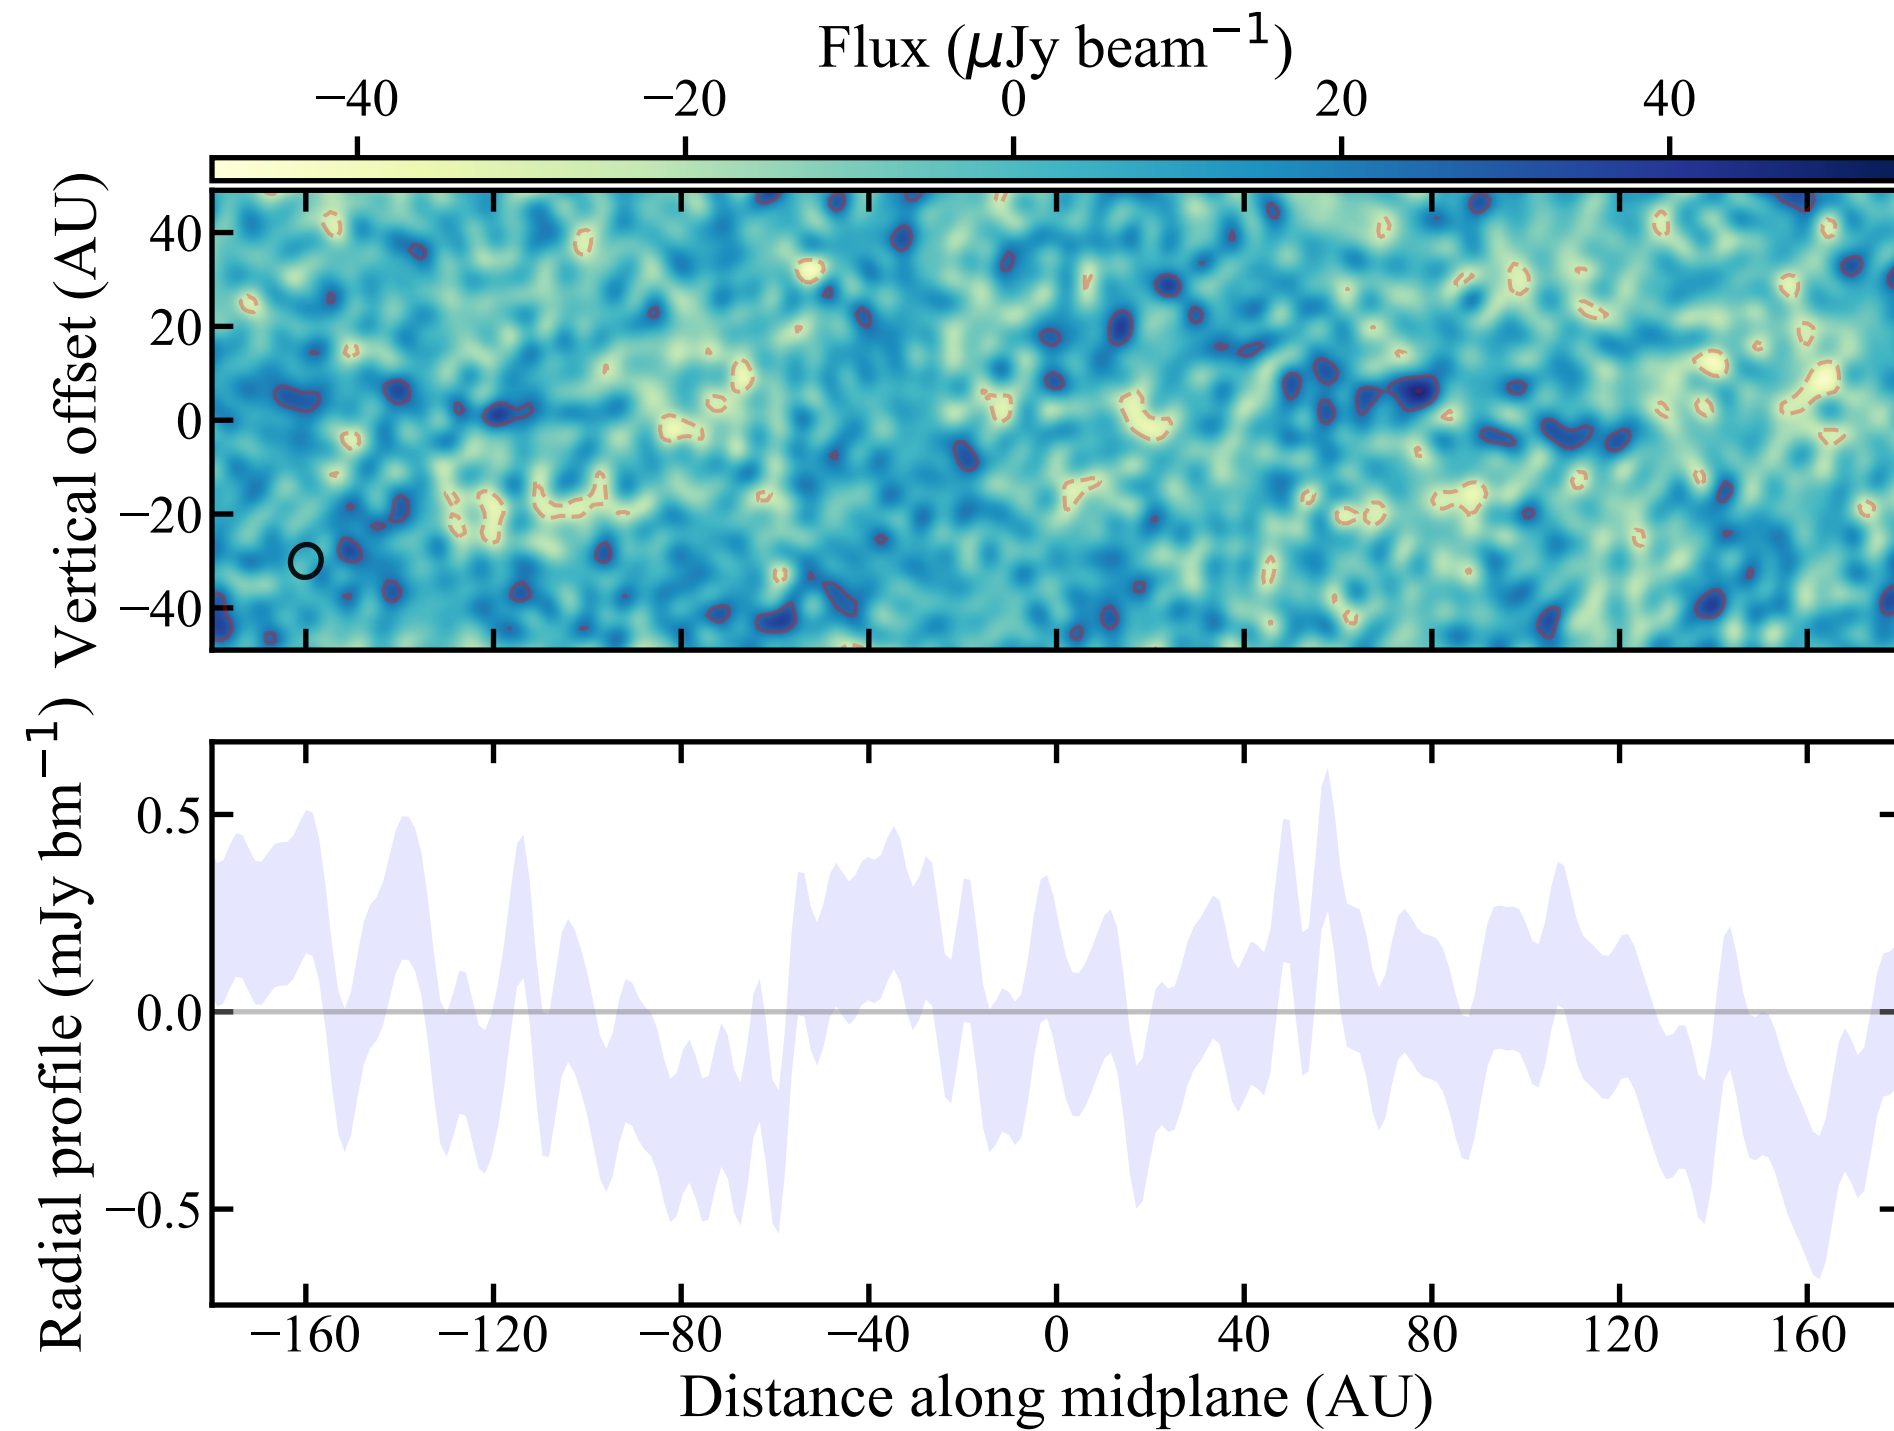 Flux (μJy beam⁻¹)
−40 −20 0 20 40
Vertical offset (AU)
40
20
0
−20
−40
Radial profile (mJy bm⁻¹)
0.5
0.0
−0.5
−160 −120 −80 −40 0 40 80 120 160
Distance along midplane (AU)